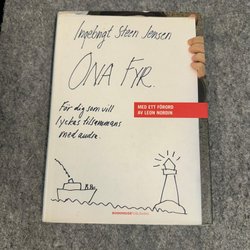 Ingebrigt Steen Jensen
ONA FYR.
För dig som vill
lyckas tillsammans
med andra.
MED ETT FÖRORD
AV LEON NORDIN